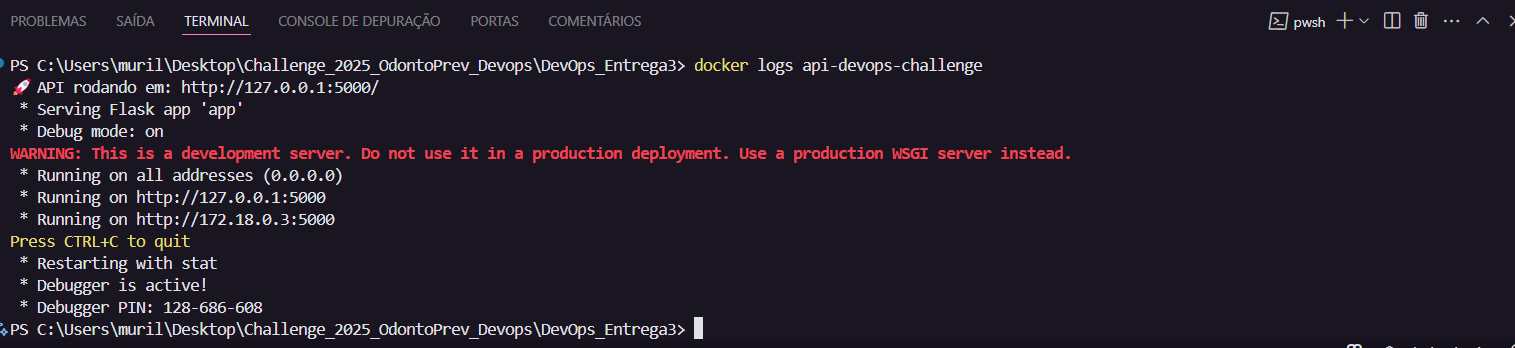 PROBLEMAS SAÍDA TERMINAL CONSOLE DE DEPURAÇÃO PORTAS COMENTÁRIOS pwsh
PS C:\Users\muril\Desktop\Challenge_2025_OdontoPrev_Devops\DevOps_Entrega3> docker logs api-devops-challenge
🚀 API rodando em: http://127.0.0.1:5000/
* Serving Flask app 'app'
* Debug mode: on
WARNING: This is a development server. Do not use it in a production deployment. Use a production WSGI server instead.
* Running on all addresses (0.0.0.0)
* Running on http://127.0.0.1:5000
* Running on http://172.18.0.3:5000
Press CTRL+C to quit
* Restarting with stat
* Debugger is active!
* Debugger PIN: 128-686-608
PS C:\Users\muril\Desktop\Challenge_2025_OdontoPrev_Devops\DevOps_Entrega3>